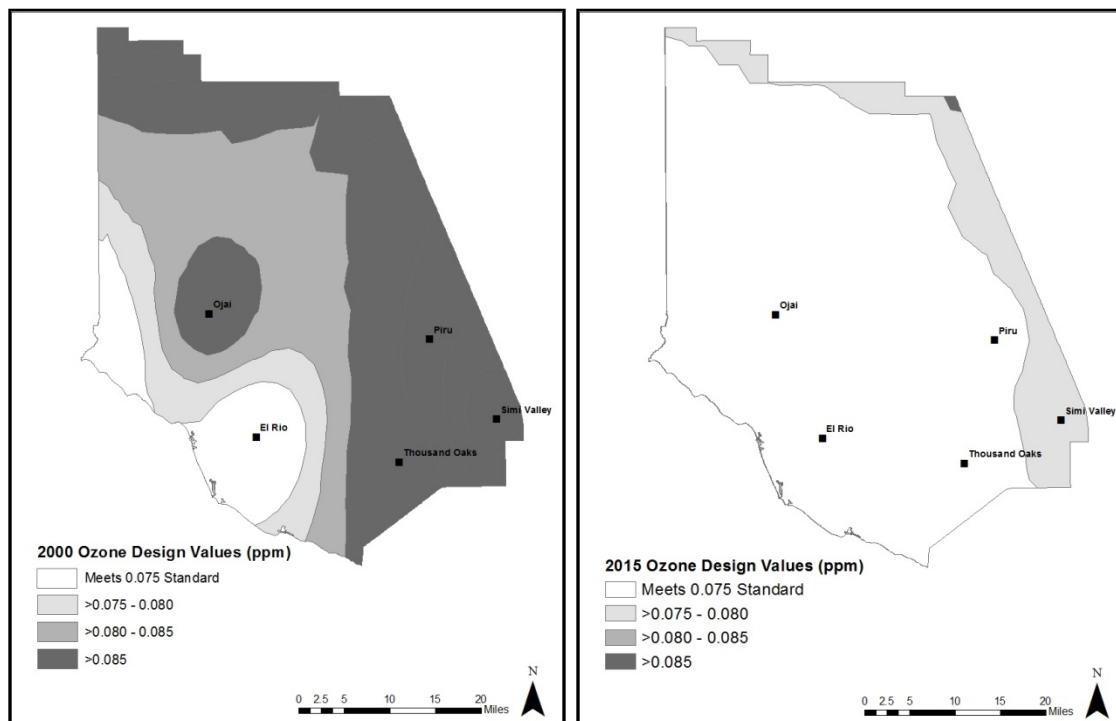 Ojai
Piru
Simi Valley
El Rio
Thousand Oaks
2000 Ozone Design Values (ppm)
Meets 0.075 Standard
>0.075 - 0.080
>0.080 - 0.085
>0.085
N
0 2.5 5 10 15 20
Miles
Ojai
Piru
Simi Valley
El Rio
Thousand Oaks
2015 Ozone Design Values (ppm)
Meets 0.075 Standard
>0.075 - 0.080
>0.080 - 0.085
>0.085
N
0 2.5 5 10 15 20
Miles